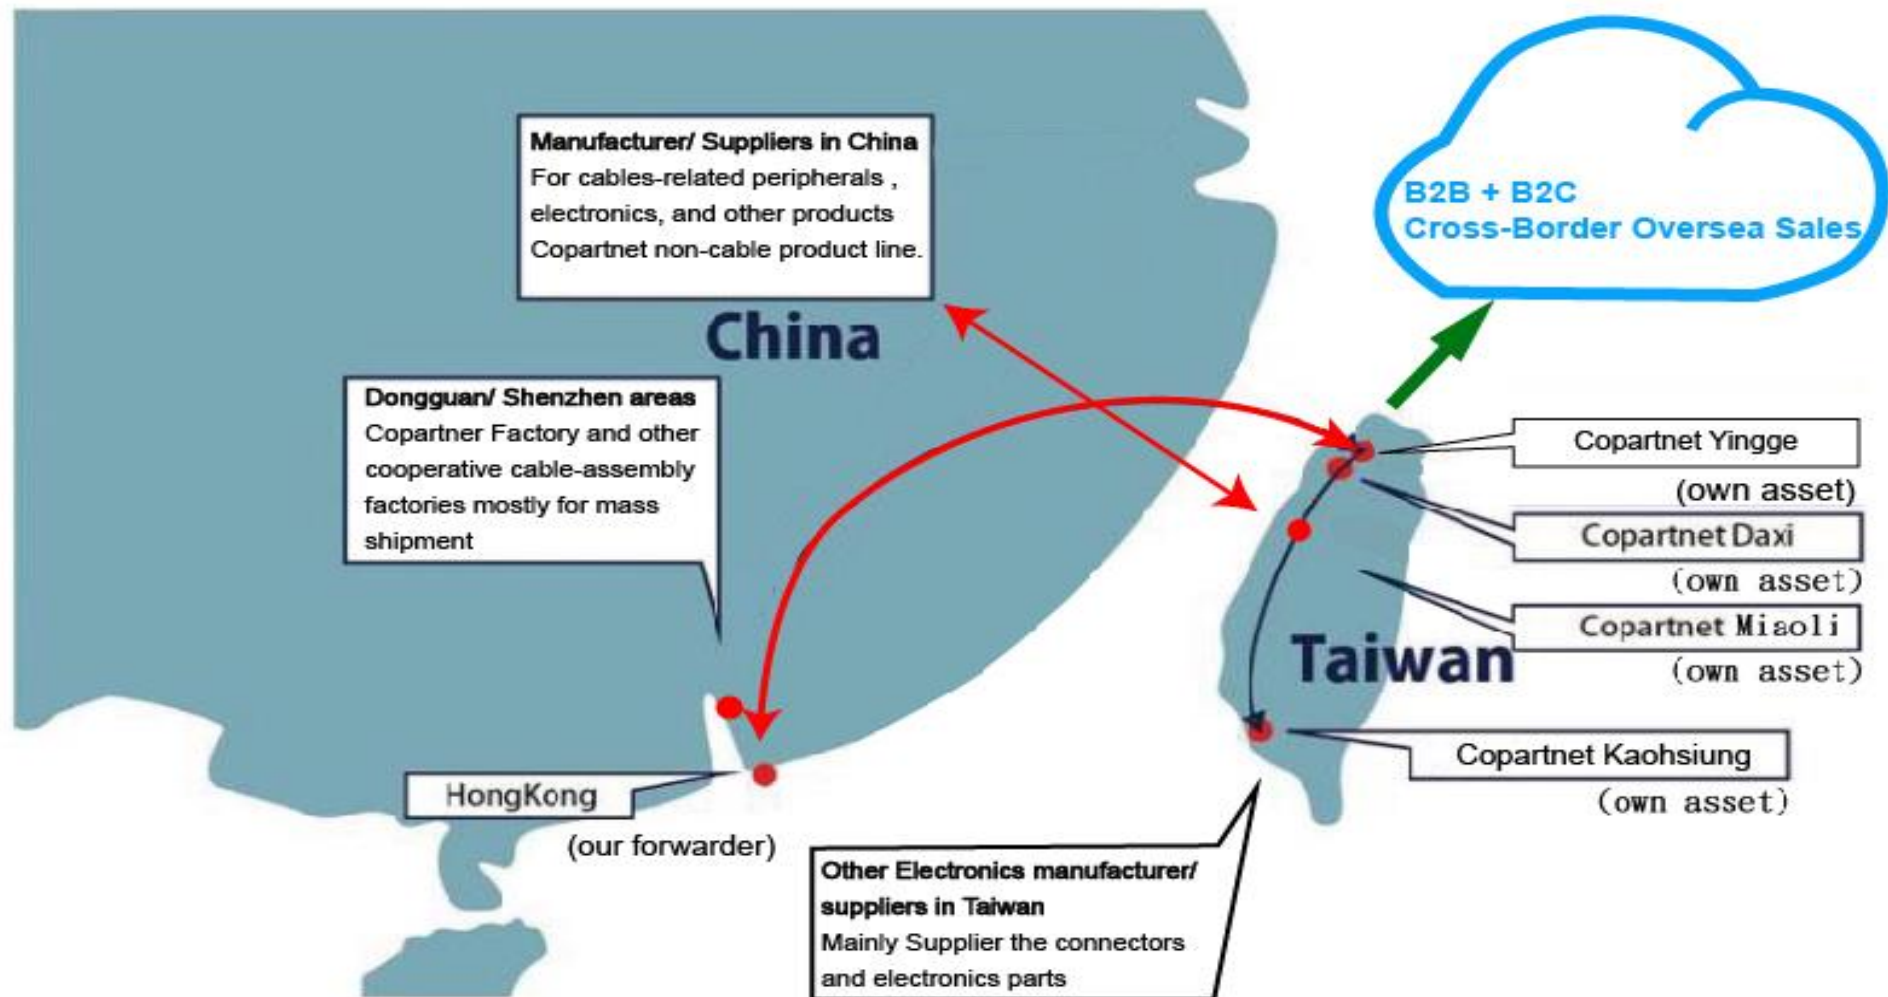 Manufacturer/ Suppliers in China
For cables-related peripherals ,
electronics, and other products
Copartnet non-cable product line.
B2B + B2C
Cross-Border Oversea Sales
China
Dongguan/ Shenzhen areas
Copartner Factory and other
cooperative cable-assembly
factories mostly for mass
shipment
Copartnet Yingge
(own asset)
Copartnet Daxi
(own asset)
Copartnet Miaoli
(own asset)
Taiwan
Copartnet Kaohsiung
(own asset)
HongKong
(our forwarder)
Other Electronics manufacturer/
suppliers in Taiwan
Mainly Supplier the connectors
and electronics parts